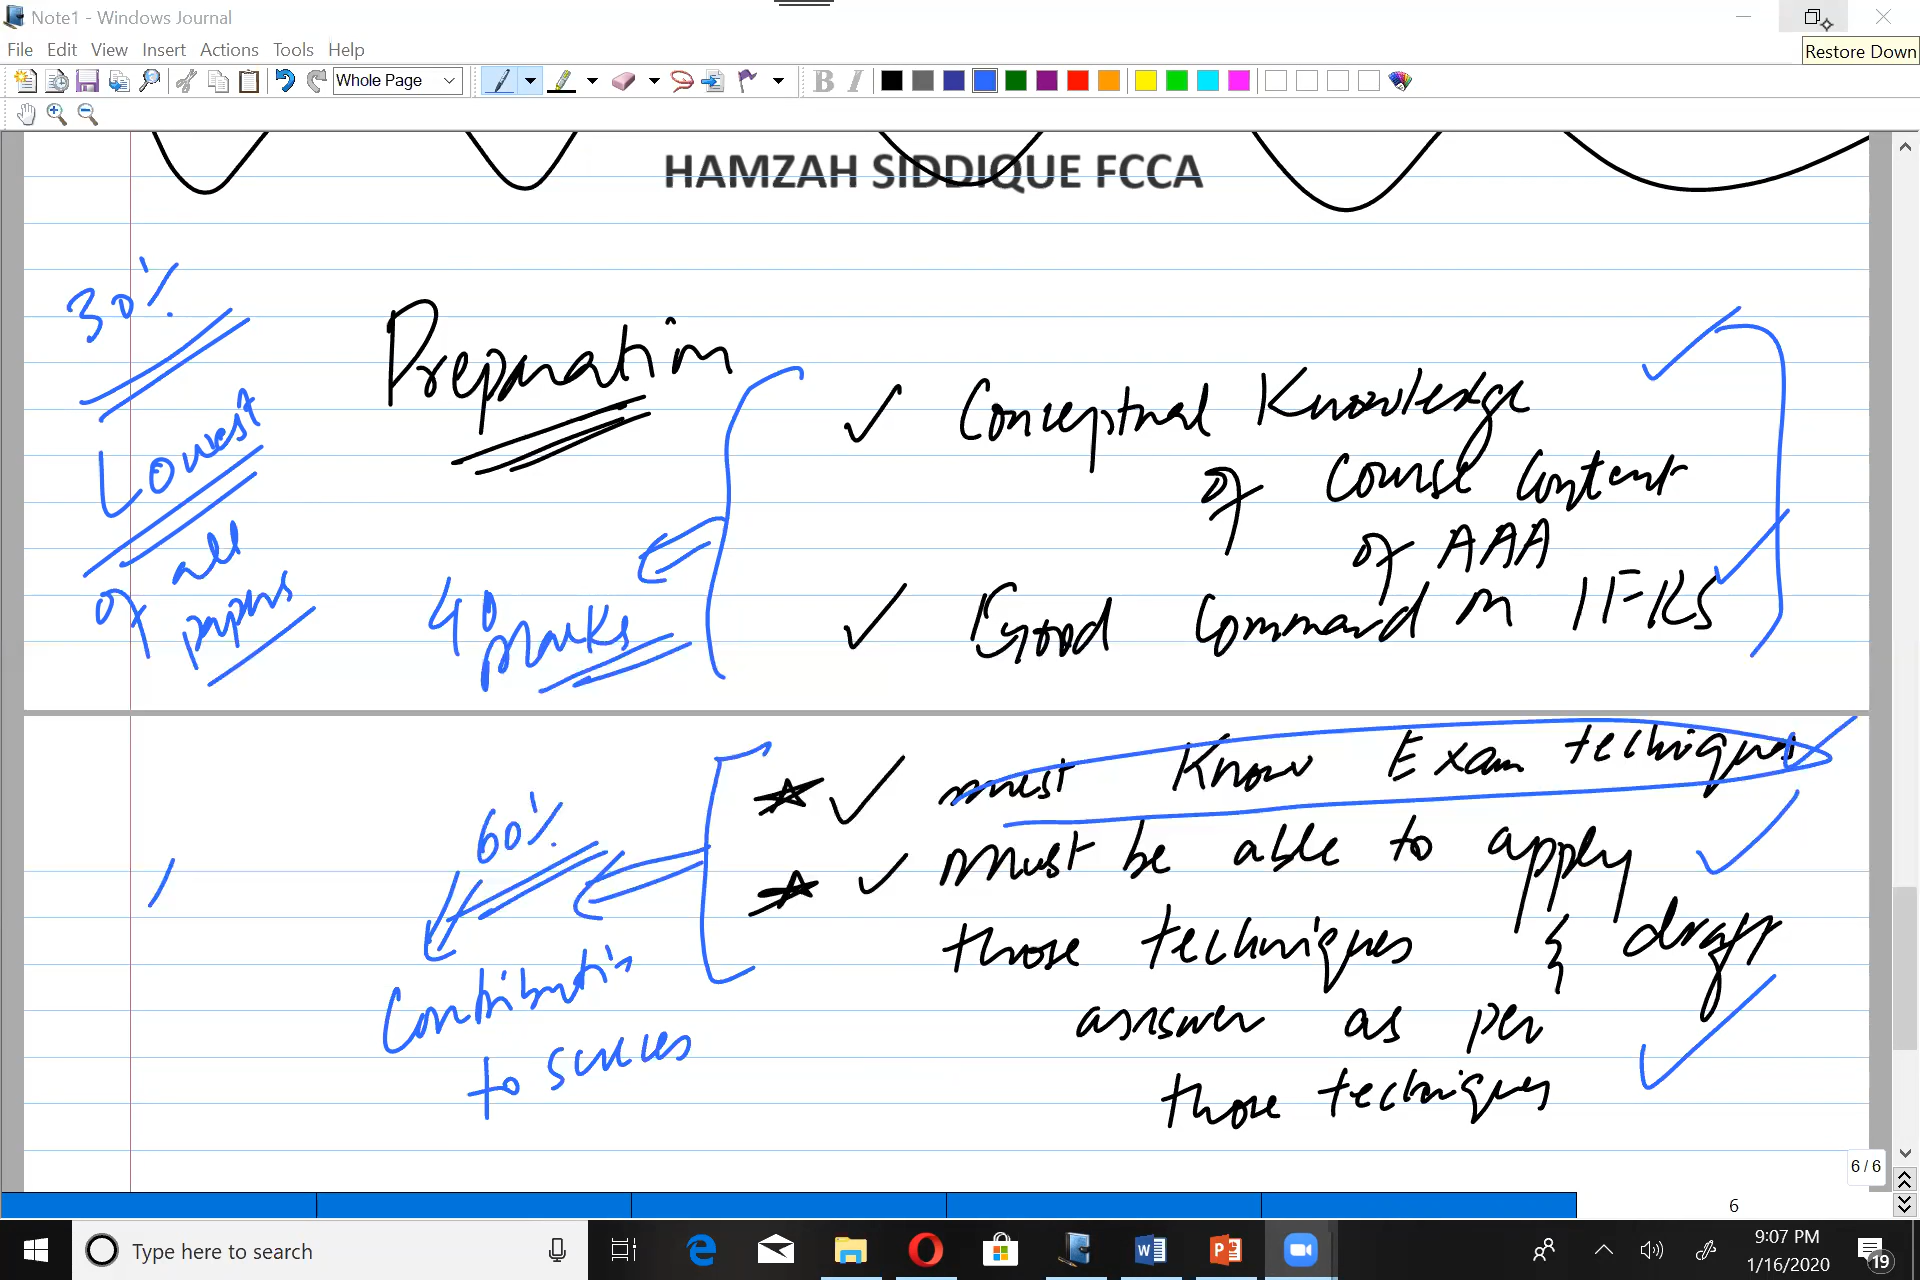 Note1 - Windows Journal
Restore Down
File Edit View Insert Actions Tools Help
Whole Page
B I
HAMZAH SIDDIQUE FCCA
30%
Lowest
of all
papers
Preparation
40
Marks
✓ Conceptual Knowledge
of Course Content
of AAA
✓ Good Command on IFRS
★ ✓ must Know Exam techniques
★ ✓ Must be able to apply
those techniques & draft
answer as per
those techniques
60%
Contribution
to success
6 / 6
6
Type here to search
9:07 PM
1/16/2020
19